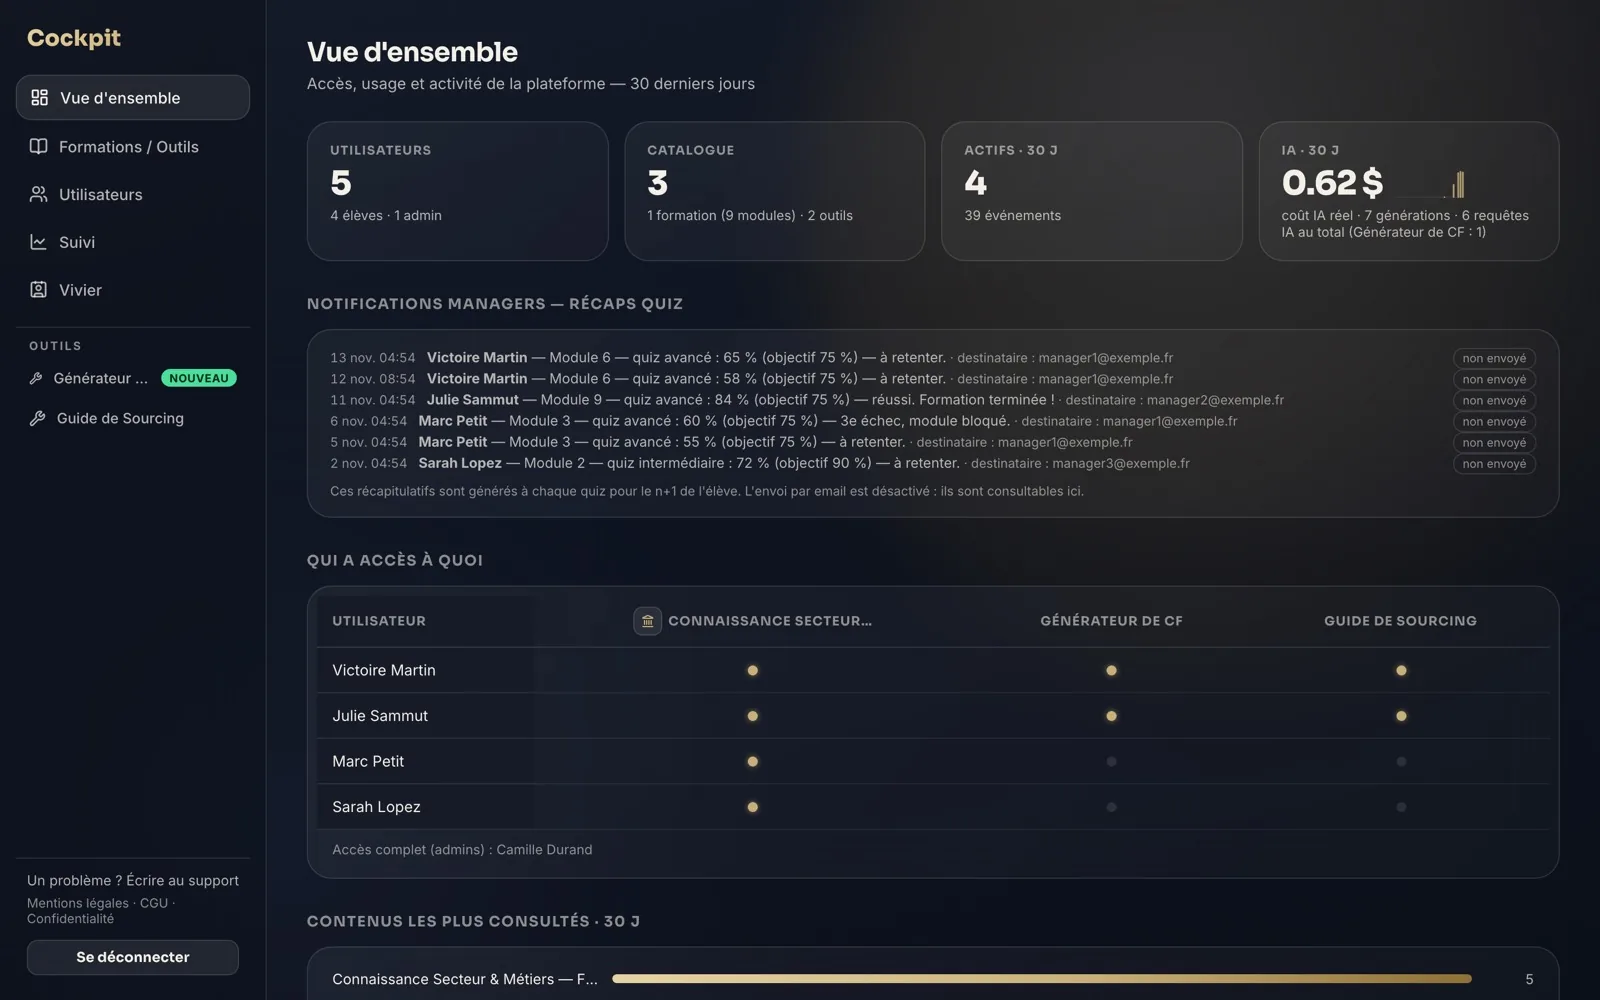 Cockpit
Vue d'ensemble
Formations / Outils
Utilisateurs
Suivi
Vivier
OUTILS
Générateur ... NOUVEAU
Guide de Sourcing
Un problème ? Écrire au support
Mentions légales · CGU ·
Confidentialité
Se déconnecter
Vue d'ensemble
Accès, usage et activité de la plateforme — 30 derniers jours
UTILISATEURS
5
4 élèves · 1 admin
CATALOGUE
3
1 formation (9 modules) · 2 outils
ACTIFS · 30 J
4
39 événements
IA · 30 J
0.62 $
coût IA réel · 7 générations · 6 requêtes
IA au total (Générateur de CF : 1)
NOTIFICATIONS MANAGERS — RÉCAPS QUIZ
13 nov. 04:54 Victoire Martin — Module 6 — quiz avancé : 65 % (objectif 75 %) — à retenter. · destinataire : manager1@exemple.fr non envoyé
12 nov. 08:54 Victoire Martin — Module 6 — quiz avancé : 58 % (objectif 75 %) — à retenter. · destinataire : manager1@exemple.fr non envoyé
11 nov. 04:54 Julie Sammut — Module 9 — quiz avancé : 84 % (objectif 75 %) — réussi. Formation terminée ! · destinataire : manager2@exemple.fr non envoyé
6 nov. 04:54 Marc Petit — Module 3 — quiz avancé : 60 % (objectif 75 %) — 3e échec, module bloqué. · destinataire : manager1@exemple.fr non envoyé
5 nov. 04:54 Marc Petit — Module 3 — quiz avancé : 55 % (objectif 75 %) — à retenter. · destinataire : manager1@exemple.fr non envoyé
2 nov. 04:54 Sarah Lopez — Module 2 — quiz intermédiaire : 72 % (objectif 90 %) — à retenter. · destinataire : manager3@exemple.fr non envoyé
Ces récapitulatifs sont générés à chaque quiz pour le n+1 de l'élève. L'envoi par email est désactivé : ils sont consultables ici.
QUI A ACCÈS À QUOI
UTILISATEUR CONNAISSANCE SECTEUR... GÉNÉRATEUR DE CF GUIDE DE SOURCING
Victoire Martin
Julie Sammut
Marc Petit
Sarah Lopez
Accès complet (admins) : Camille Durand
CONTENUS LES PLUS CONSULTÉS · 30 J
Connaissance Secteur & Métiers — F... 5